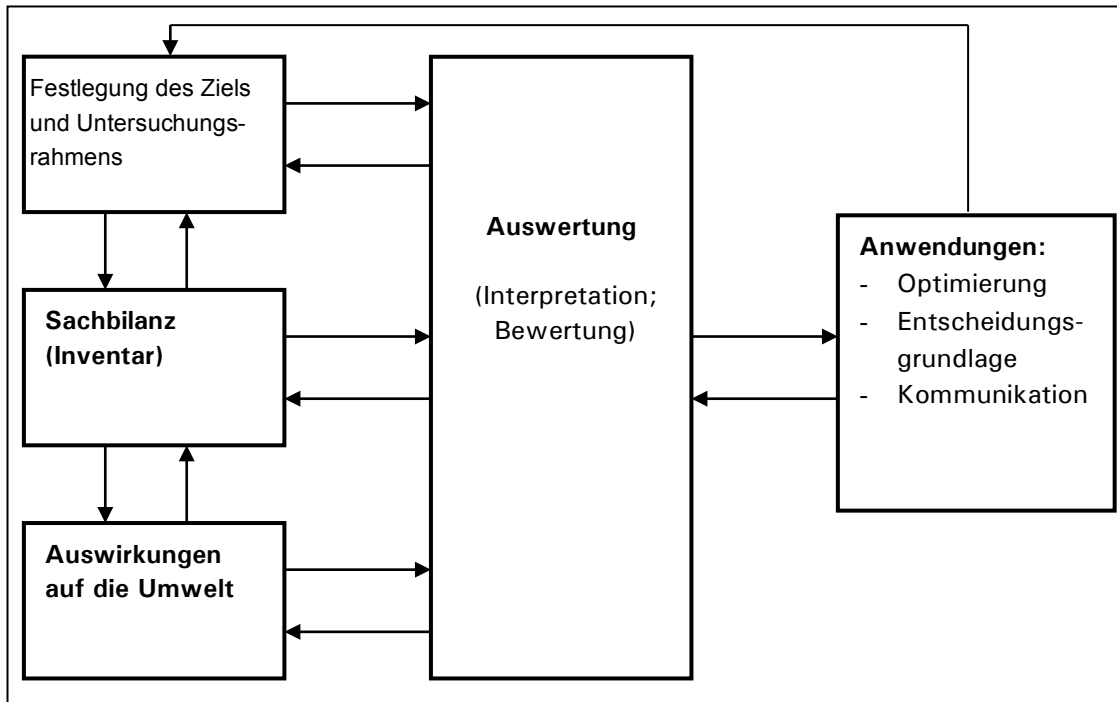 Festlegung des Ziels
und Untersuchungs-
rahmens
Sachbilanz
(Inventar)
Auswirkungen
auf die Umwelt
Auswertung
(Interpretation;
Bewertung)
Anwendungen:
- Optimierung
- Entscheidungs-
grundlage
- Kommunikation